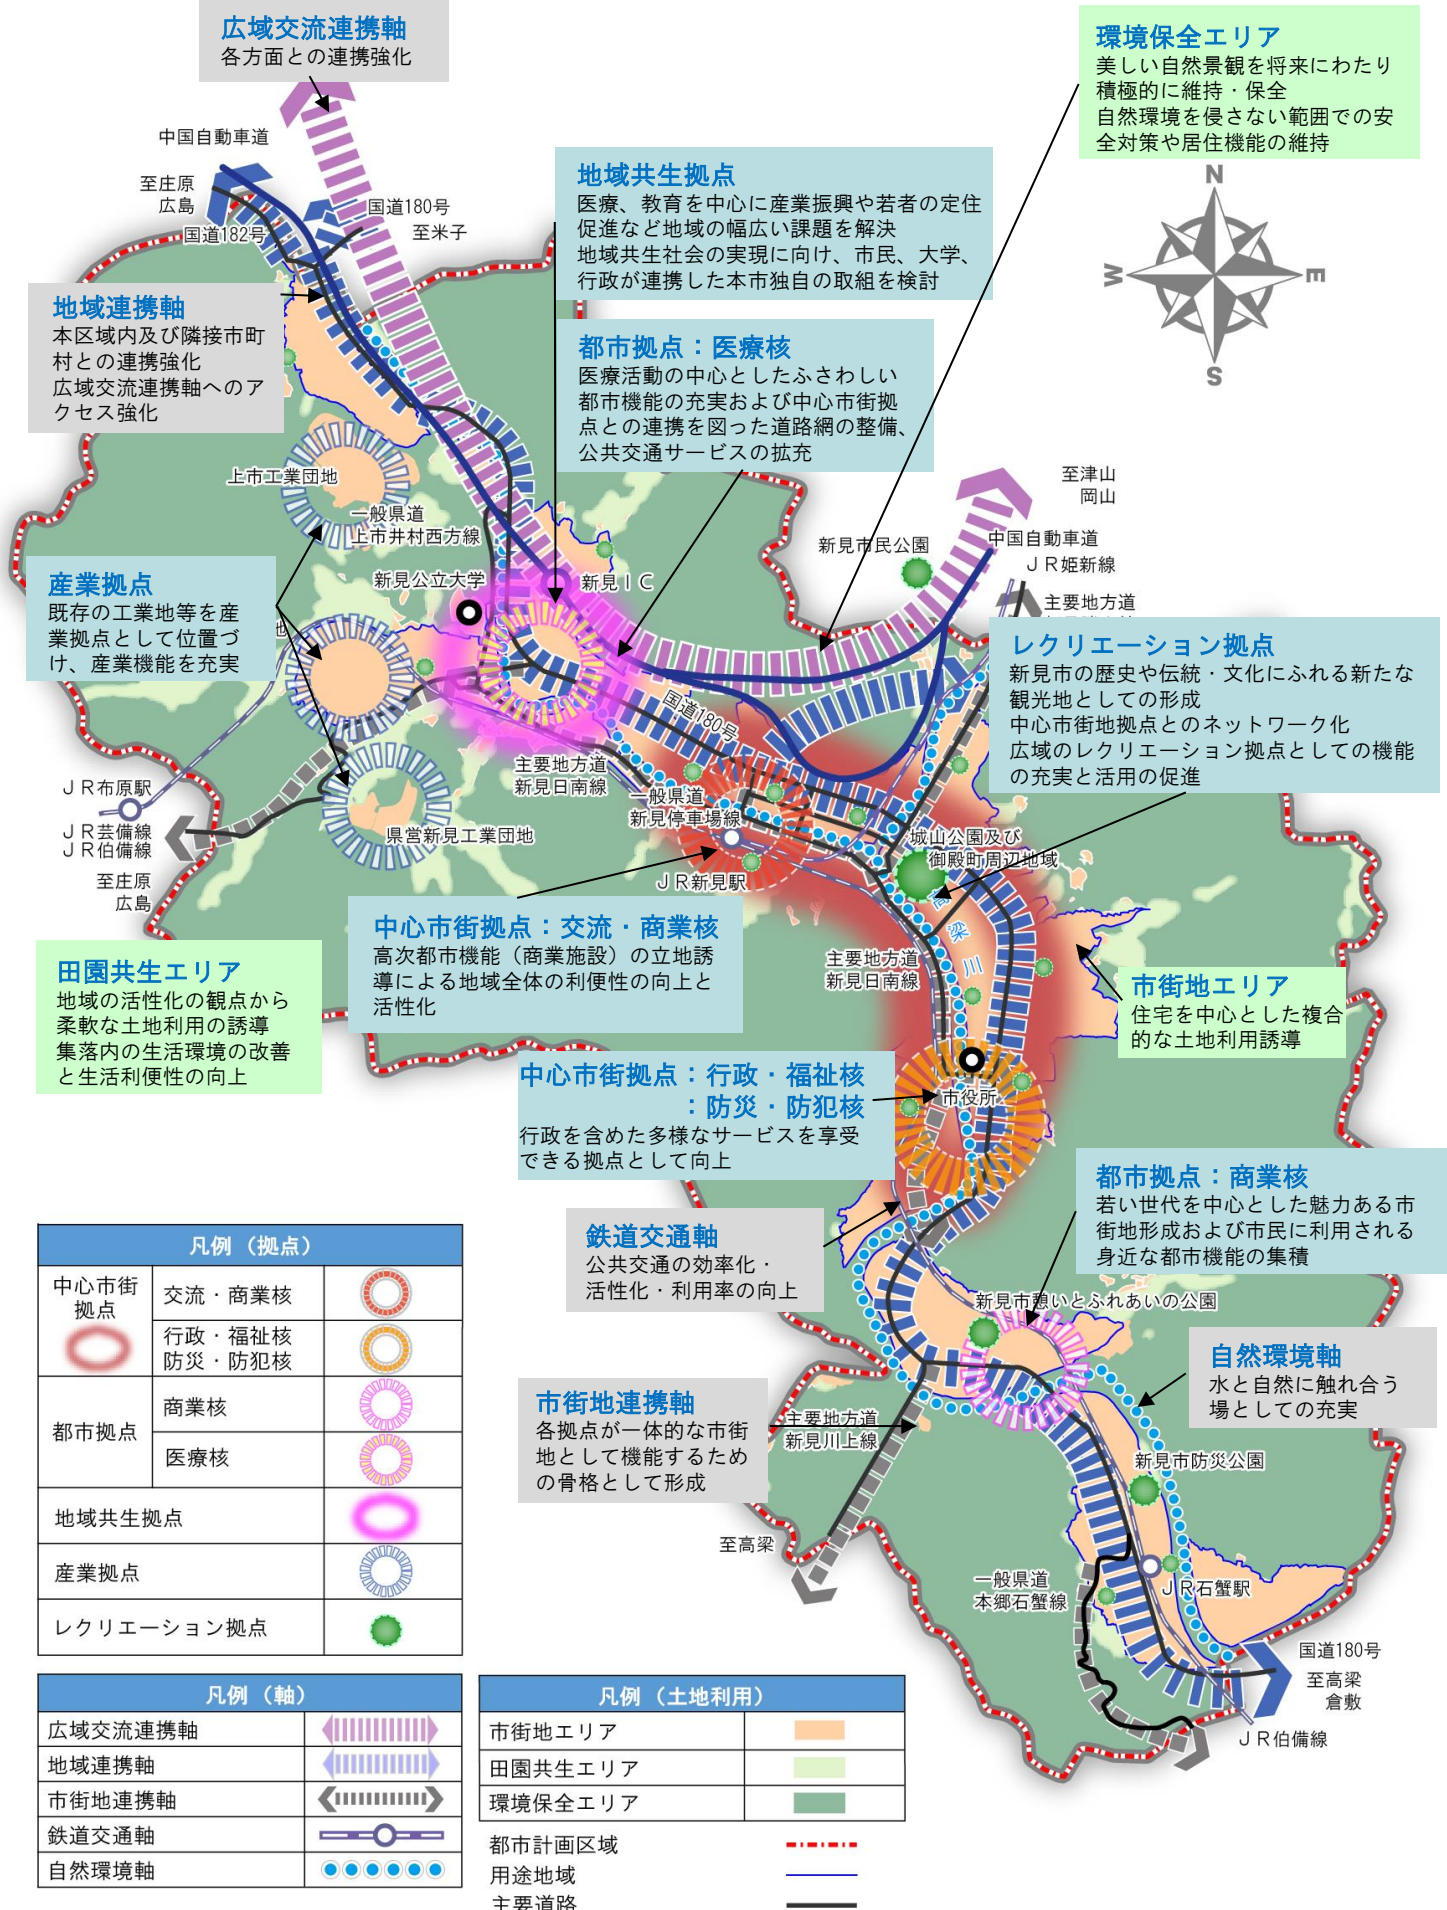 広域交流連携軸
各方面との連携強化
環境保全エリア
美しい自然景観を将来にわたり
積極的に維持・保全
自然環境を侵さない範囲での安
全対策や居住機能の維持
中国自動車道
至庄原
広島
国道182号
国道180号
至米子
地域共生拠点
医療、教育を中心に産業振興や若者の定住
促進など地域の幅広い課題を解決
地域共生社会の実現に向け、市民、大学、
行政が連携した本市独自の取組を検討
N
W
E
S
地域連携軸
本区域内及び隣接市町
村との連携強化
広域交流連携軸へのア
クセス強化
都市拠点：医療核
医療活動の中心としたふさわしい
都市機能の充実および中心市街拠
点との連携を図った道路網の整備、
公共交通サービスの拡充
上市工業団地
一般県道
上市井村西方線
至津山
岡山
新見市民公園
中国自動車道
ＪＲ姫新線
主要地方道
産業拠点
既存の工業地等を産
業拠点として位置づ
け、産業機能を充実
地
新見公立大学
新見ＩＣ
レクリエーション拠点
新見市の歴史や伝統・文化にふれる新たな
観光地としての形成
中心市街地拠点とのネットワーク化
広域のレクリエーション拠点としての機能
の充実と活用の促進
国道180号
主要地方道
新見日南線
一般県道
新見停車場線
ＪＲ布原駅
ＪＲ芸備線
ＪＲ伯備線
至庄原
広島
県営新見工業団地
城山公園及び
御殿町周辺地域
ＪＲ新見駅
高
梁
川
中心市街拠点：交流・商業核
高次都市機能（商業施設）の立地誘
導による地域全体の利便性の向上と
活性化
主要地方道
新見日南線
田園共生エリア
地域の活性化の観点から
柔軟な土地利用の誘導
集落内の生活環境の改善
と生活利便性の向上
市街地エリア
住宅を中心とした複合
的な土地利用誘導
中心市街拠点：行政・福祉核
：防災・防犯核
行政を含めた多様なサービスを享受
できる拠点として向上
市役所
都市拠点：商業核
若い世代を中心とした魅力ある市
街地形成および市民に利用される
身近な都市機能の集積
鉄道交通軸
公共交通の効率化・
活性化・利用率の向上
新見市憩いとふれあいの公園
自然環境軸
水と自然に触れ合う
場としての充実
市街地連携軸
各拠点が一体的な市街
地として機能するため
の骨格として形成
主要地方道
新見川上線
新見市防災公園
至高梁
一般県道
本郷石蟹線
ＪＲ石蟹駅
国道180号
至高梁
倉敷
ＪＲ伯備線
凡例（拠点）
中心市街
拠点
交流・商業核
行政・福祉核
防災・防犯核
都市拠点
商業核
医療核
地域共生拠点
産業拠点
レクリエーション拠点
凡例（軸）
広域交流連携軸
地域連携軸
市街地連携軸
鉄道交通軸
自然環境軸
凡例（土地利用）
市街地エリア
田園共生エリア
環境保全エリア
都市計画区域
用途地域
主要道路